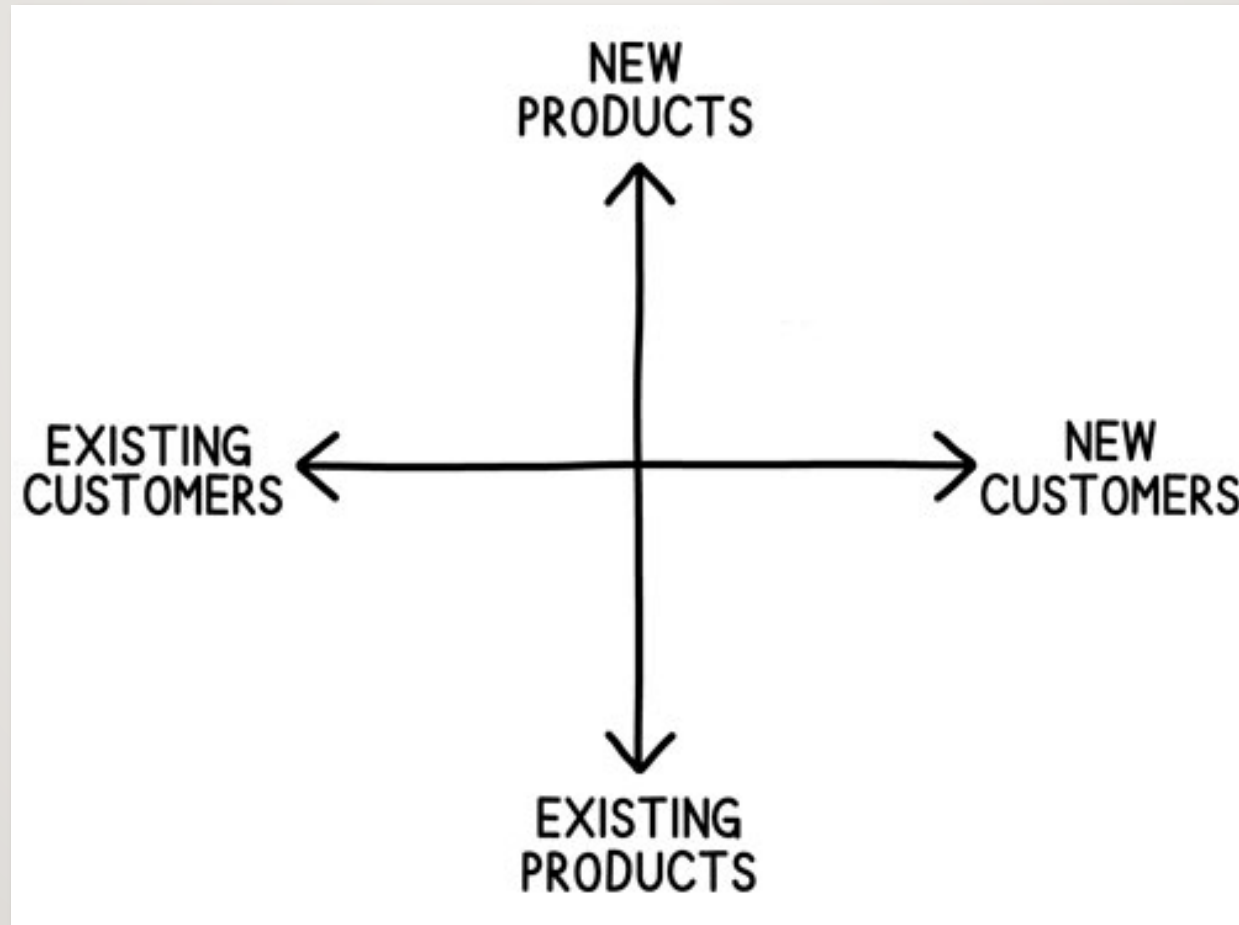 NEW
PRODUCTS
EXISTING
CUSTOMERS
NEW
CUSTOMERS
EXISTING
PRODUCTS